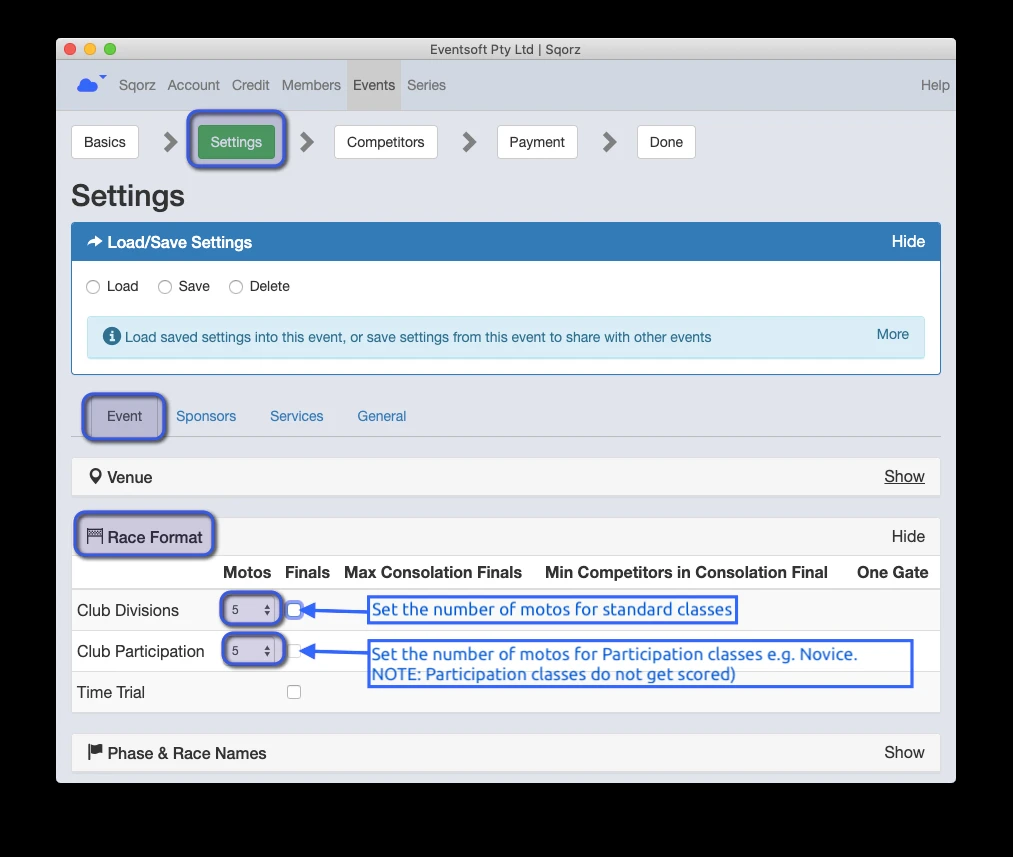 Eventsoft Pty Ltd | Sqorz
Sqorz Account Credit Members Events Series Help
Basics Settings Competitors Payment Done
Settings
Load/Save Settings Hide
Load Save Delete
Load saved settings into this event, or save settings from this event to share with other events More
Event Sponsors Services General
Venue Show
Race Format Hide
Motos Finals Max Consolation Finals Min Competitors in Consolation Final One Gate
Club Divisions 5 Set the number of motos for standard classes
Club Participation 5 Set the number of motos for Participation classes e.g. Novice.
NOTE: Participation classes do not get scored)
Time Trial
Phase & Race Names Show